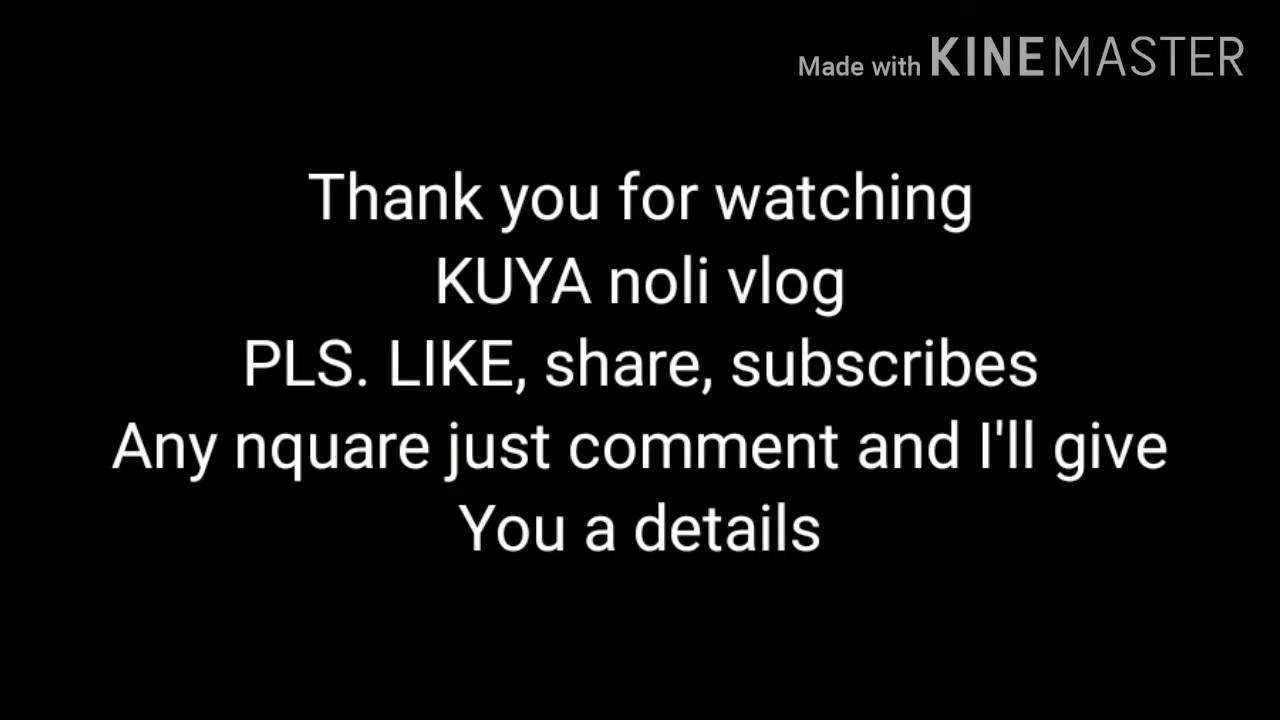 Made with KINEMASTER
Thank you for watching
KUYA noli vlog
PLS. LIKE, share, subscribes
Any nquare just comment and I'll give
You a details